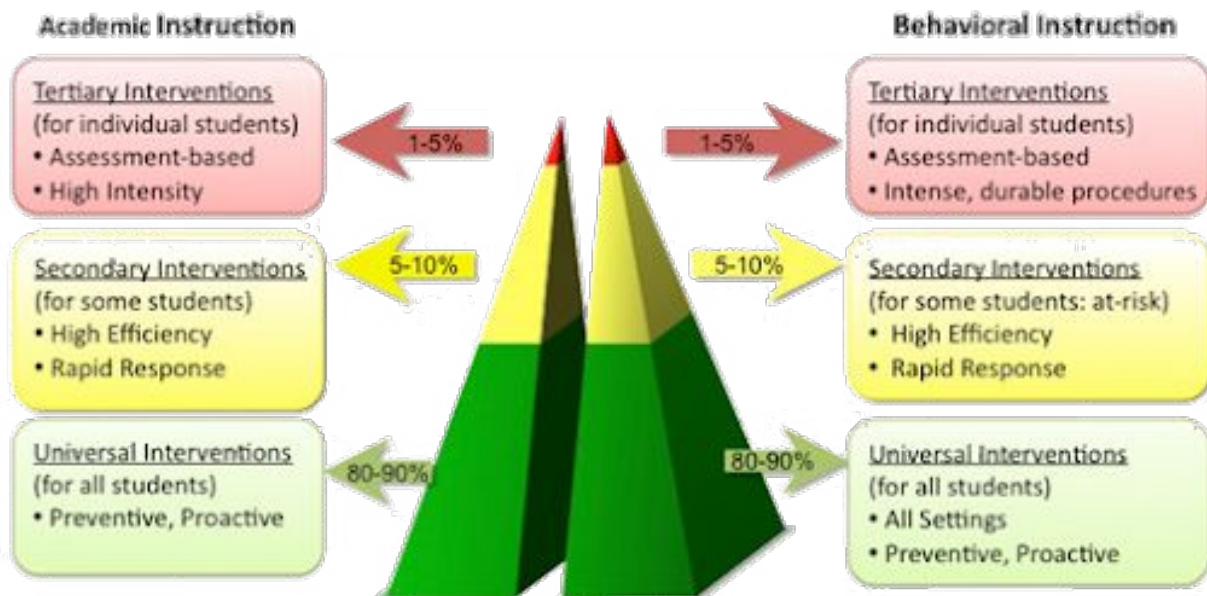 Academic Instruction
Tertiary Interventions
(for individual students)
• Assessment-based
• High Intensity
1-5%
Secondary Interventions
(for some students)
• High Efficiency
• Rapid Response
5-10%
Universal Interventions
(for all students)
• Preventive, Proactive
80-90%
Behavioral Instruction
1-5%
Tertiary Interventions
(for individual students)
• Assessment-based
• Intense, durable procedures
5-10%
Secondary Interventions
(for some students: at-risk)
• High Efficiency
• Rapid Response
80-90%
Universal Interventions
(for all students)
• All Settings
• Preventive, Proactive